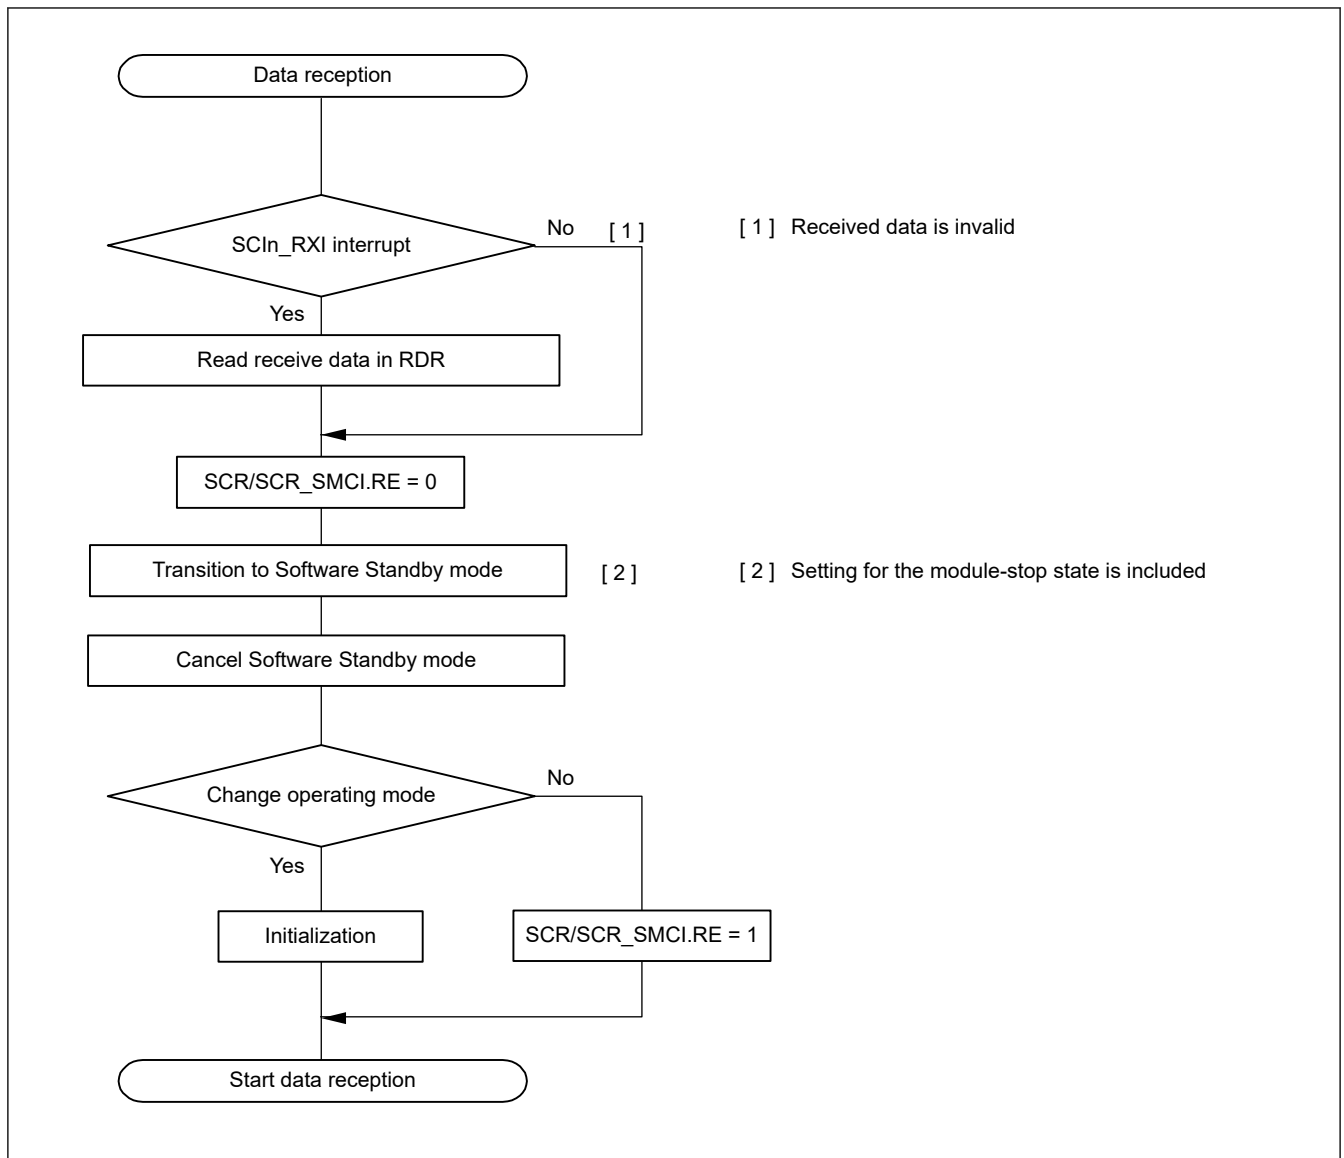 Data reception
SCIn_RXI interrupt
No
[ 1 ]
[ 1 ] Received data is invalid
Yes
Read receive data in RDR
SCR/SCR_SMCI.RE = 0
Transition to Software Standby mode
[ 2 ]
[ 2 ] Setting for the module-stop state is included
Cancel Software Standby mode
Change operating mode
No
Yes
Initialization
SCR/SCR_SMCI.RE = 1
Start data reception